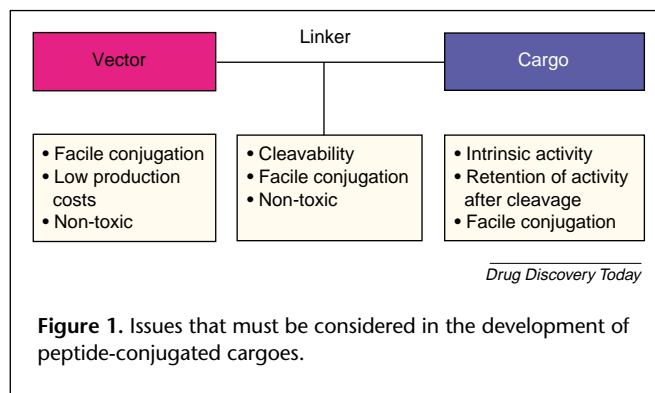 Linker
Vector
Cargo
• Facile conjugation
• Low production
costs
• Non-toxic
• Cleavability
• Facile conjugation
• Non-toxic
• Intrinsic activity
• Retention of activity
after cleavage
• Facile conjugation
Drug Discovery Today
Figure 1. Issues that must be considered in the development of
peptide-conjugated cargoes.